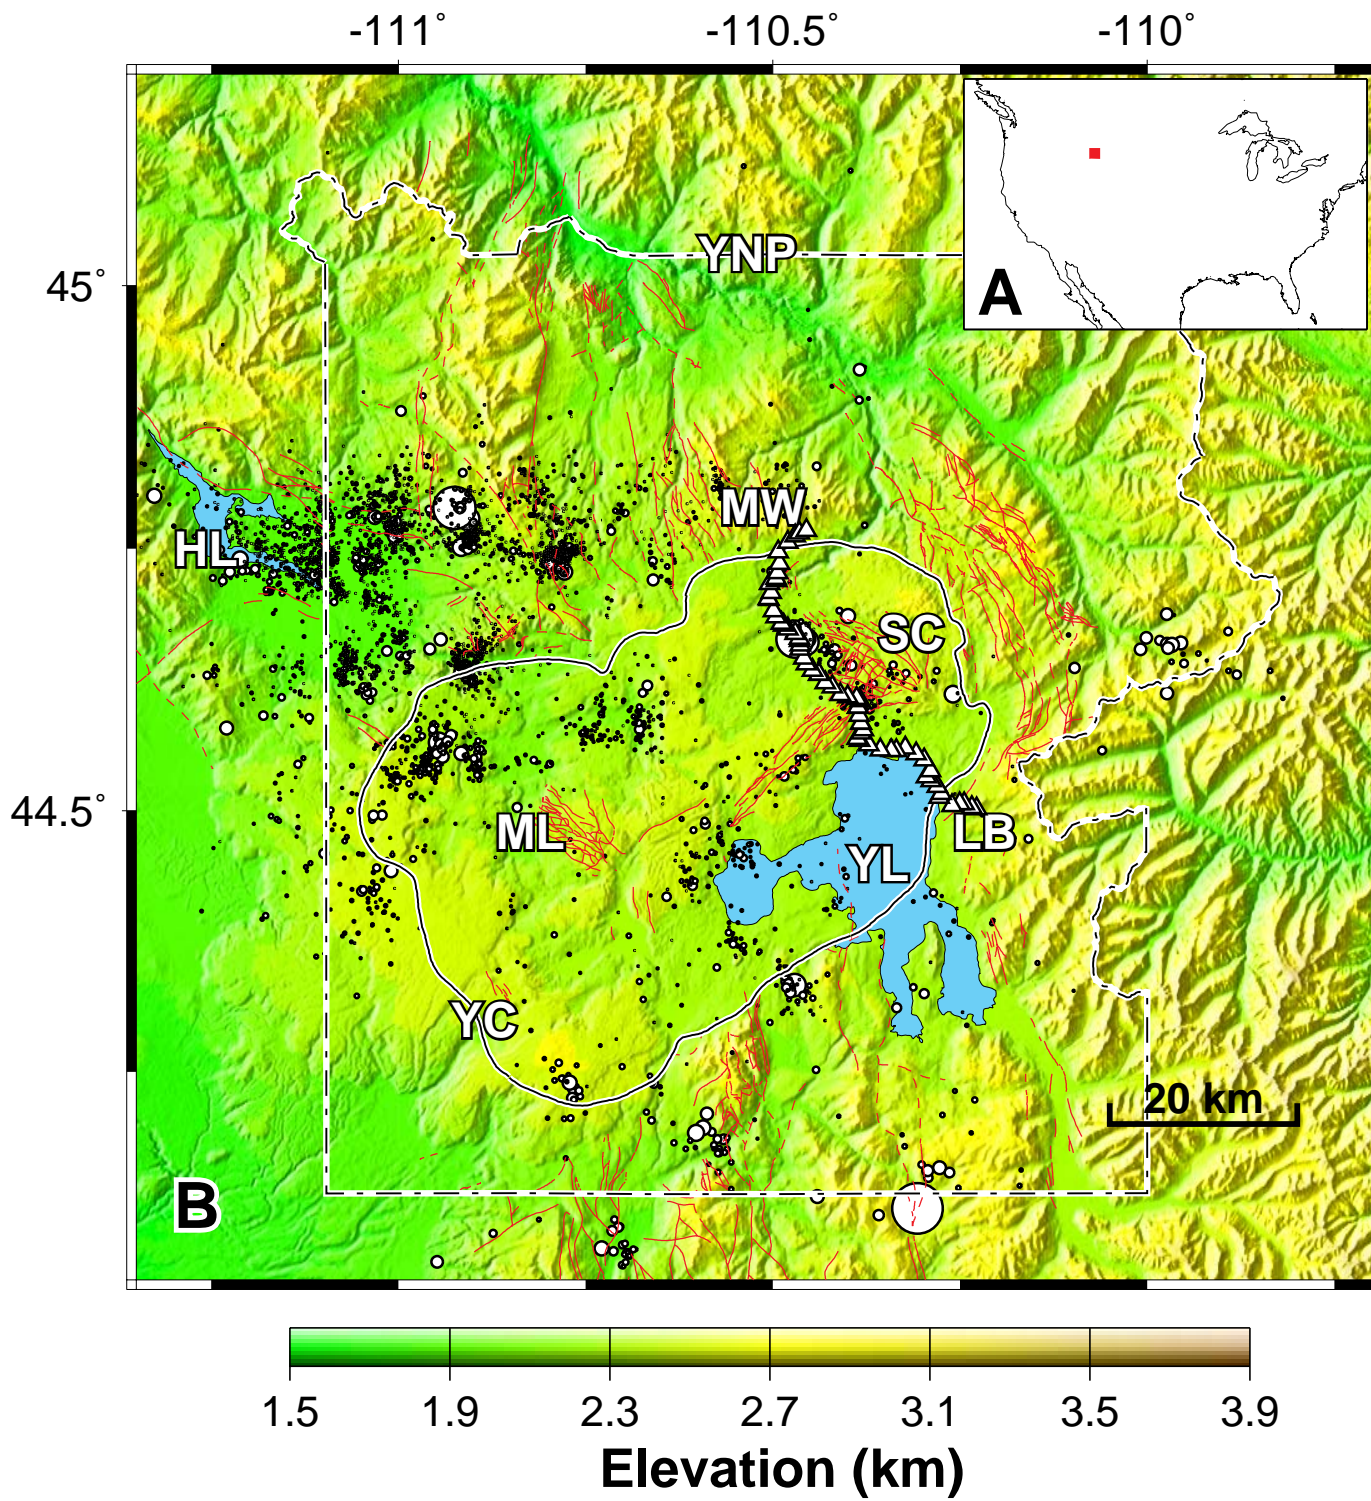 -111° -110.5° -110°
A
YNP
45°
MW
HL
SC
44.5°
ML
LB
YL
YC
20 km
B
1.5 1.9 2.3 2.7 3.1 3.5 3.9
Elevation (km)